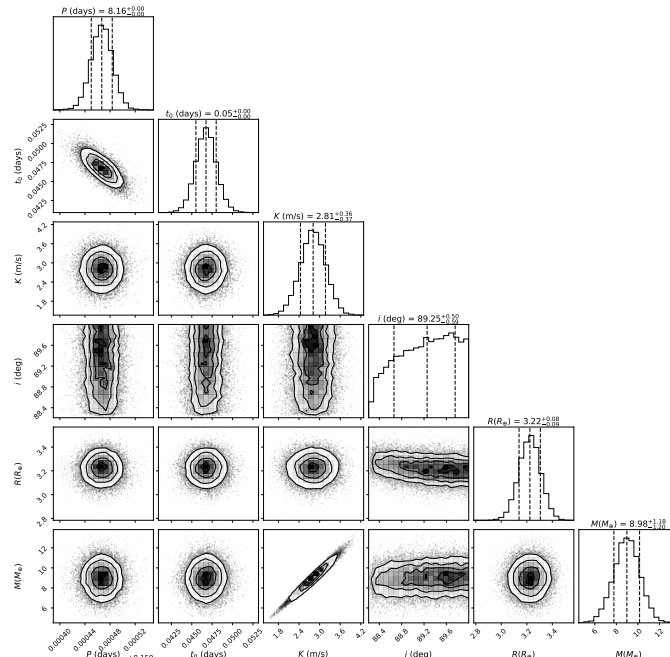 P (days) = 8.16+0.00−0.00
t0 (days) = 0.05+0.00−0.00
0.0525
0.0500
0.0475
0.0450
0.0425
t0 (days)
K (m/s) = 2.81+0.36−0.37
4.2
3.6
3.0
2.4
1.8
K (m/s)
i (deg) = 89.25+0.50−0.59
89.6
89.2
88.8
88.4
i (deg)
R(R⊕) = 3.22+0.08−0.09
3.4
3.2
3.0
2.8
R(R⊕)
M(M⊕) = 8.98+1.18−1.20
12
10
8
6
M(M⊕)
0.00040 0.00044 0.00048 0.00052
0.0425 0.0450 0.0475 0.0500 0.0525
1.8 2.4 3.0 3.6 4.2
88.4 88.8 89.2 89.6
2.8 3.0 3.2 3.4
6 8 10 12
P (days) t0 (days) K (m/s) i (deg) R(R⊕) M(M⊕)